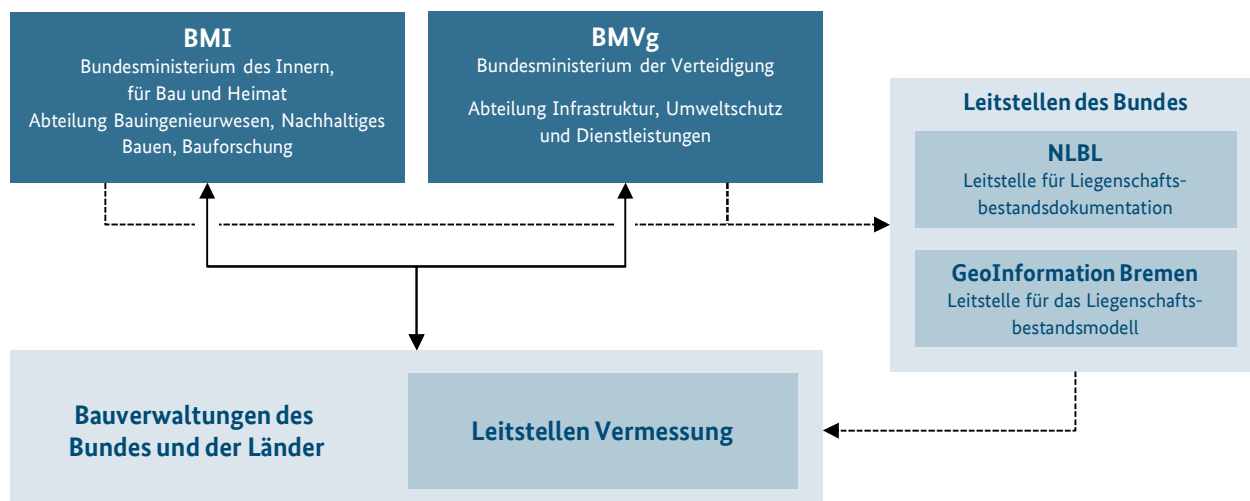 BMI
Bundesministerium des Innern,
für Bau und Heimat
Abteilung Bauingenieurwesen, Nachhaltiges
Bauen, Bauforschung
BMVg
Bundesministerium der Verteidigung
Abteilung Infrastruktur, Umweltschutz
und Dienstleistungen
Leitstellen des Bundes
NLBL
Leitstelle für Liegenschafts-
bestandsdokumentation
GeoInformation Bremen
Leitstelle für das Liegenschafts-
bestandsmodell
Bauverwaltungen des
Bundes und der Länder
Leitstellen Vermessung